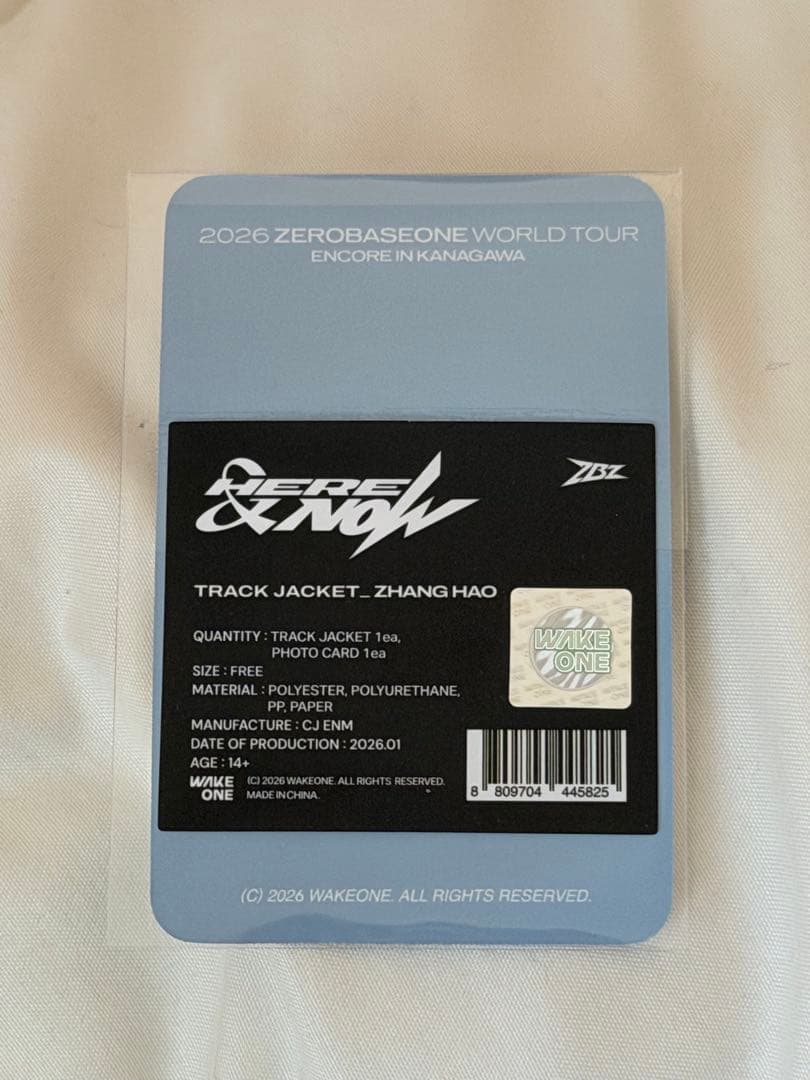 2026 ZEROBASEONE WORLD TOUR
ENCORE IN KANAGAWA
HERE
& NOW
ZB1
TRACK JACKET_ ZHANG HAO
QUANTITY : TRACK JACKET 1ea,
PHOTO CARD 1ea
SIZE : FREE
MATERIAL : POLYESTER, POLYURETHANE,
PP, PAPER
MANUFACTURE : CJ ENM
DATE OF PRODUCTION : 2026.01
AGE : 14+
WAKE
ONE
(C) 2026 WAKEONE. ALL RIGHTS RESERVED.
MADE IN CHINA.
WAKE
ONE
8 809704 445825
(C) 2026 WAKEONE. ALL RIGHTS RESERVED.